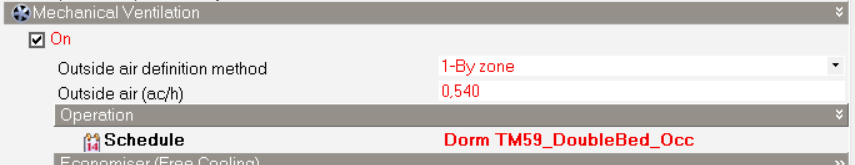 Mechanical Ventilation
On
Outside air definition method 1-By zone
Outside air (ac/h) 0,540
Operation
14 Schedule Dorm TM59_DoubleBed_Occ
Economiser (Free Cooling)